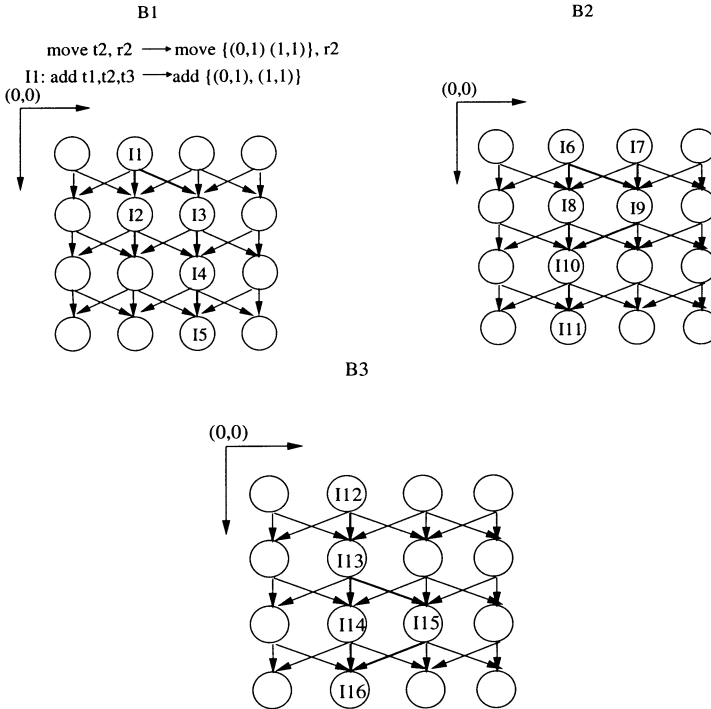 B1
B2
move t2, r2 → move {(0,1) (1,1)}, r2
I1: add t1,t2,t3 → add {(0,1), (1,1)}
(0,0)
(0,0)
I1
I6 I7
I2 I3
I8 I9
I4
I10
I5
I11
B3
(0,0)
I12
I13
I14 I15
I16